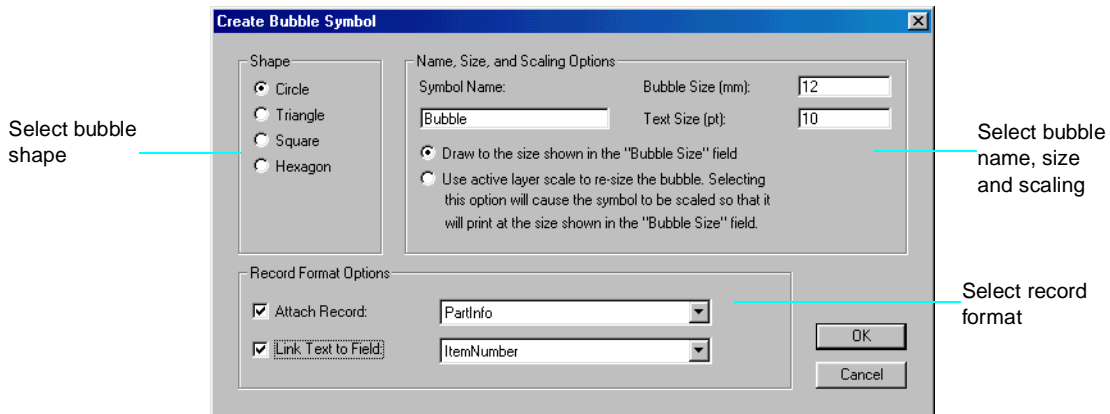 Create Bubble Symbol
Select bubble
shape
Shape
Circle
Triangle
Square
Hexagon
Name, Size, and Scaling Options
Symbol Name:
Bubble
Bubble Size (mm):
12
Text Size (pt):
10
Draw to the size shown in the "Bubble Size" field
Use active layer scale to re-size the bubble. Selecting
this option will cause the symbol to be scaled so that it
will print at the size shown in the "Bubble Size" field.
Select bubble
name, size
and scaling
Record Format Options
Attach Record:
PartInfo
Link Text to Field:
ItemNumber
Select record
format
OK
Cancel